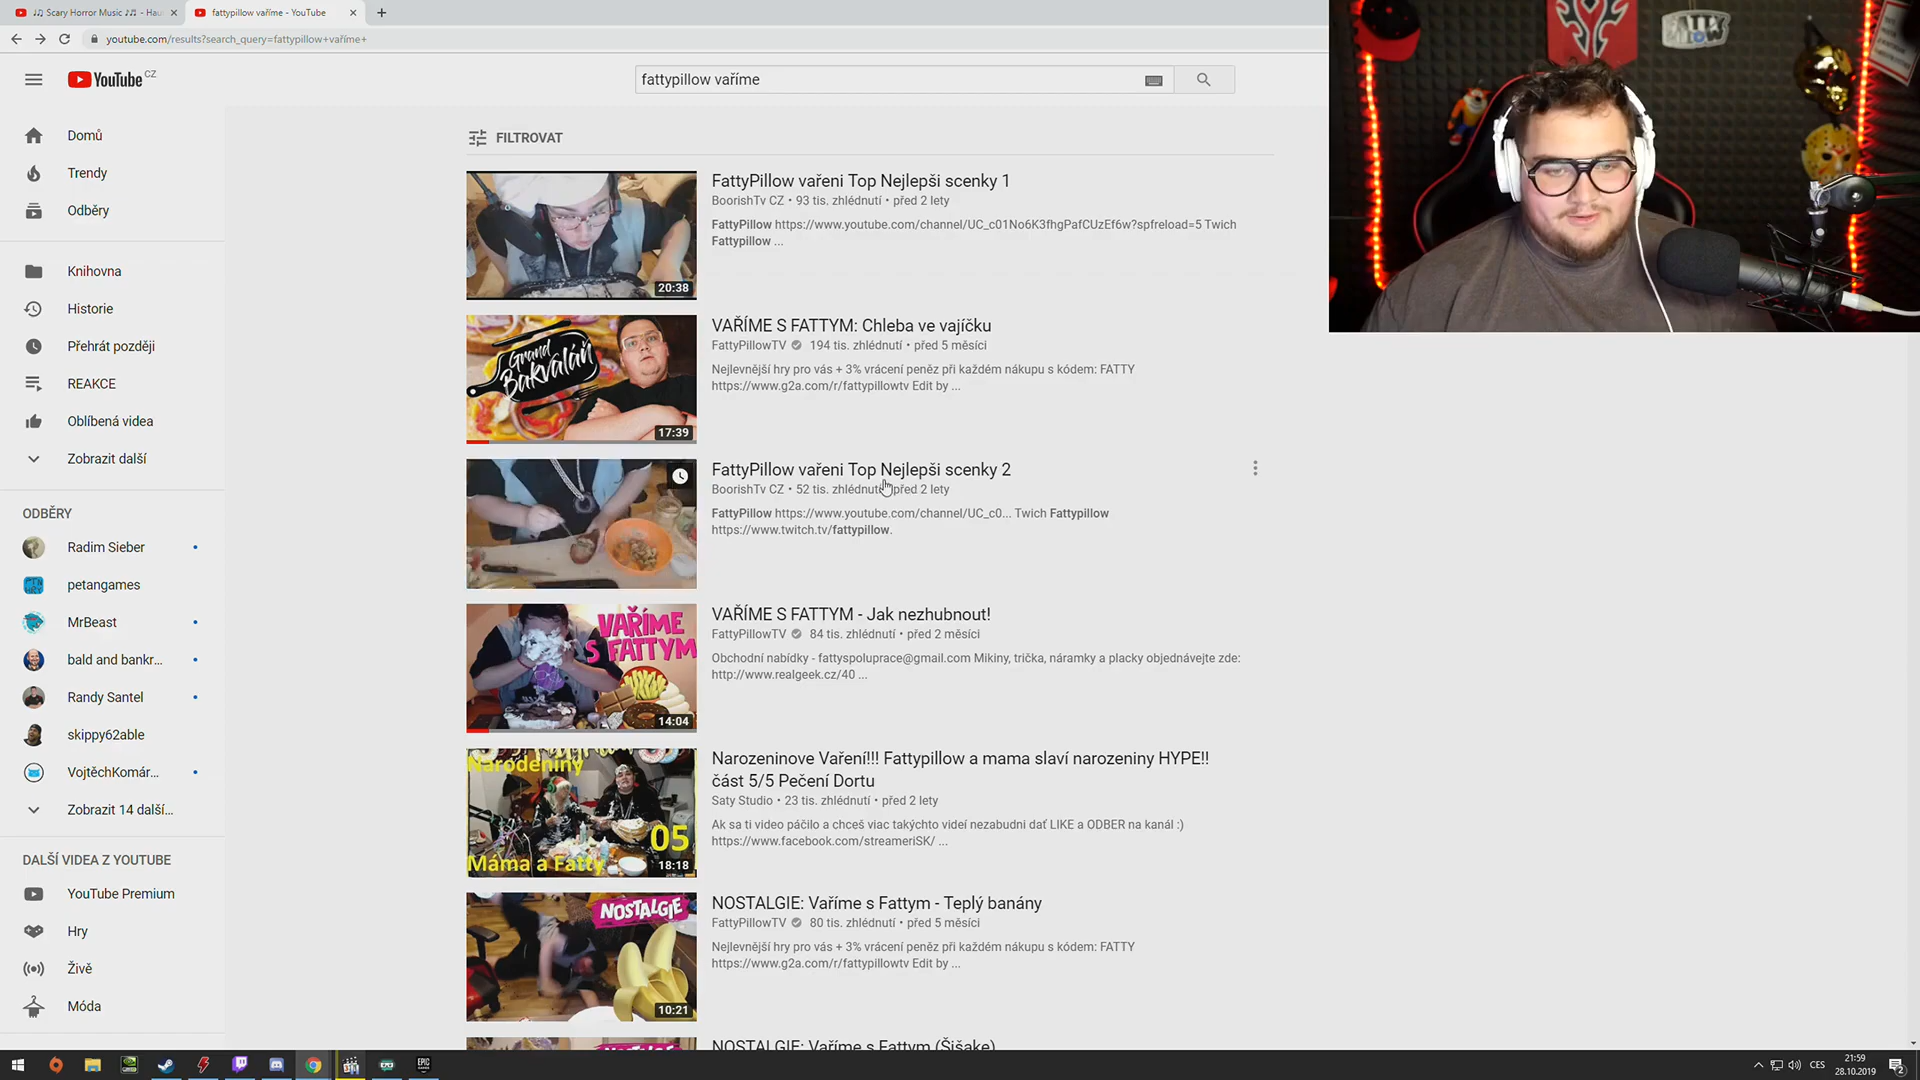 ♪♫ Scary Horror Music ♪♬ - Hau
fattypillow vaříme - YouTube
youtube.com/results?search_query=fattypillow+vaříme+
YouTube CZ
fattypillow vaříme
FILTROVAT
Domů
Trendy
Odběry
Knihovna
Historie
Přehrát později
REAKCE
Oblíbená videa
Zobrazit další
ODBĚRY
Radim Sieber
petangames
MrBeast
bald and bankr...
Randy Santel
skippy62able
VojtěchKomár...
Zobrazit 14 další...
DALŠÍ VIDEA Z YOUTUBE
YouTube Premium
Hry
Živě
Móda
20:38
FattyPillow vařeni Top Nejlepši scenky 1
BoorishTv CZ • 93 tis. zhlédnutí • před 2 lety
FattyPillow https://www.youtube.com/channel/UC_c01No6K3fhgPafCUzEf6w?spfreload=5 Twich
Fattypillow ...
Grand
Bakvaláň
17:39
VAŘÍME S FATTYM: Chleba ve vajíčku
FattyPillowTV 194 tis. zhlédnutí • před 5 měsíci
Nejlevnější hry pro vás + 3% vrácení peněz při každém nákupu s kódem: FATTY
https://www.g2a.com/r/fattypillowtv Edit by ...
FattyPillow vařeni Top Nejlepši scenky 2
BoorishTv CZ • 52 tis. zhlédnutí před 2 lety
FattyPillow https://www.youtube.com/channel/UC_c0... Twich Fattypillow
https://www.twitch.tv/fattypillow.
VAŘÍME
S FATTYM
14:04
VAŘÍME S FATTYM - Jak nezhubnout!
FattyPillowTV 84 tis. zhlédnutí • před 2 měsíci
Obchodní nabídky - fattyspoluprace@gmail.com Mikiny, trička, náramky a placky objednávejte zde:
http://www.realgeek.cz/40 ...
Narodeniny
05
Máma a Fatty
18:18
Narozeninove Vaření!!! Fattypillow a mama slaví narozeniny HYPE!!
část 5/5 Pečení Dortu
Saty Studio • 23 tis. zhlédnutí • před 2 lety
Ak sa ti video páčilo a chceš viac takýchto videí nezabudni dať LIKE a ODBER na kanál :)
https://www.facebook.com/streameriSK/ ...
NOSTALGIE
10:21
NOSTALGIE: Vaříme s Fattym - Teplý banány
FattyPillowTV 80 tis. zhlédnutí • před 5 měsíci
Nejlevnější hry pro vás + 3% vrácení peněz při každém nákupu s kódem: FATTY
https://www.g2a.com/r/fattypillowtv Edit by ...
NOSTALGIE: Vaříme s Fattym (Šišake)
EPIC
CES
21:59
28.10.2019
2